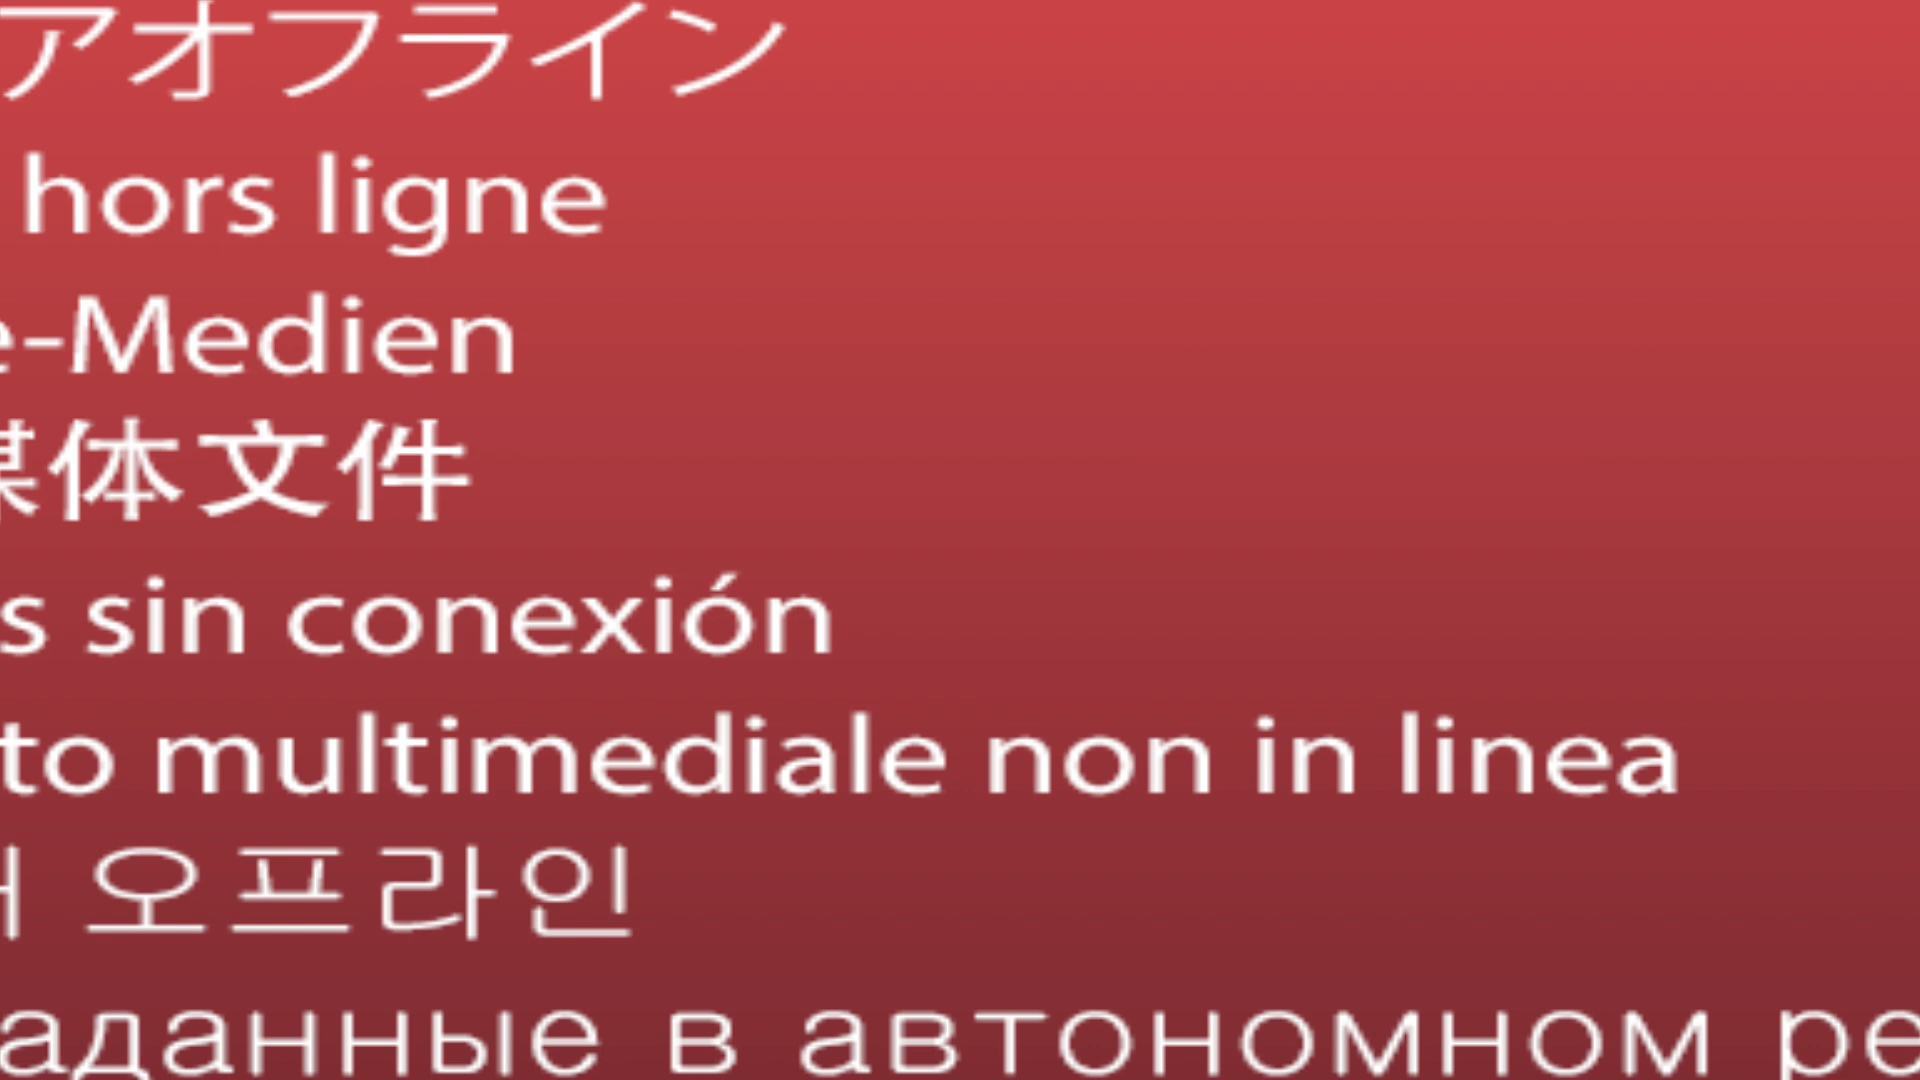 アオフライン
hors ligne
e-Medien
体文件
s sin conexión
to multimediale non in linea
오프라인
аданные в автономном ре